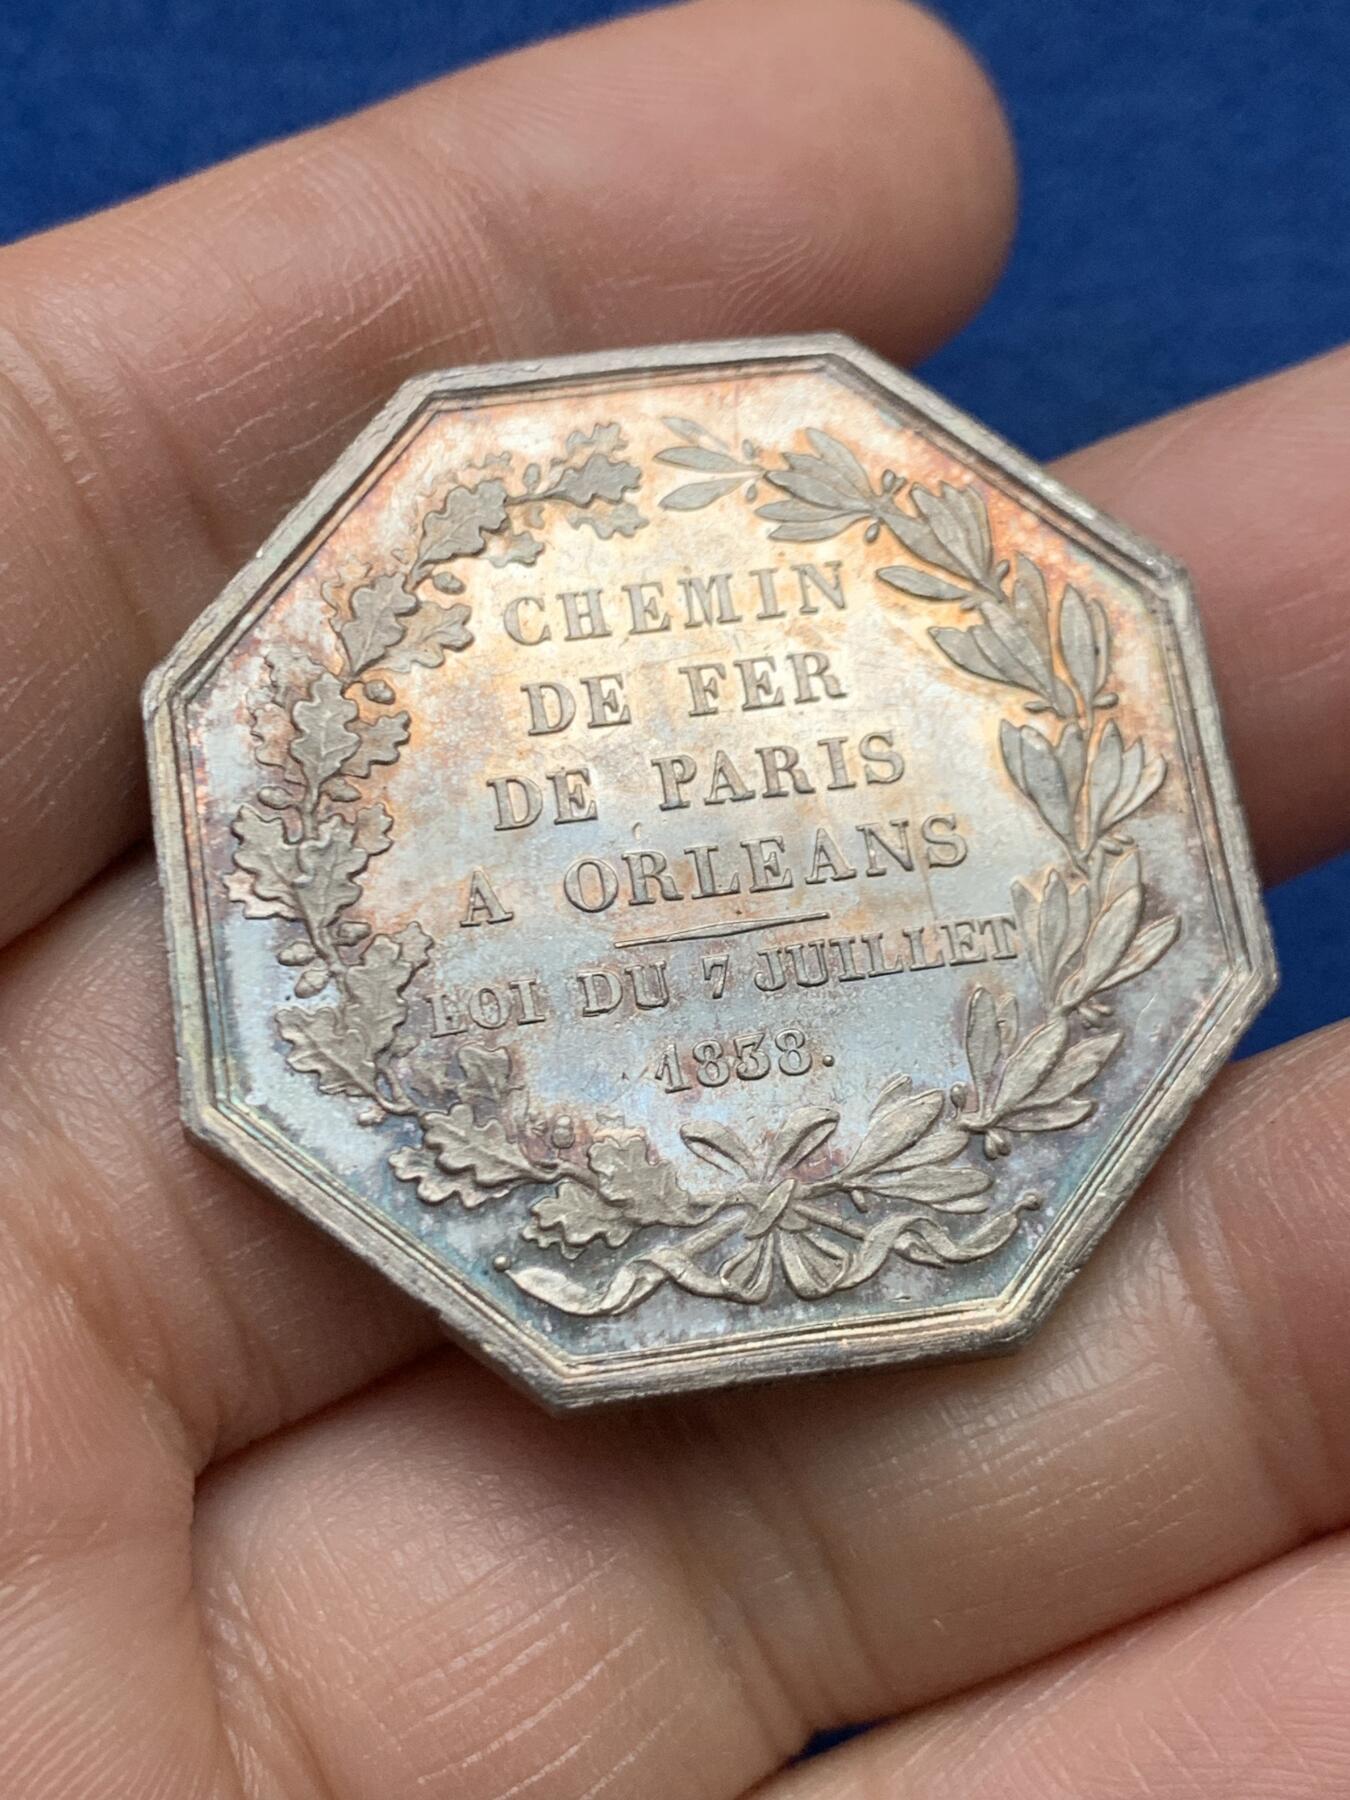 CHEMIN
DE FER
DE PARIS
A ORLEANS
LOI DU 7 JUILLET
1838.